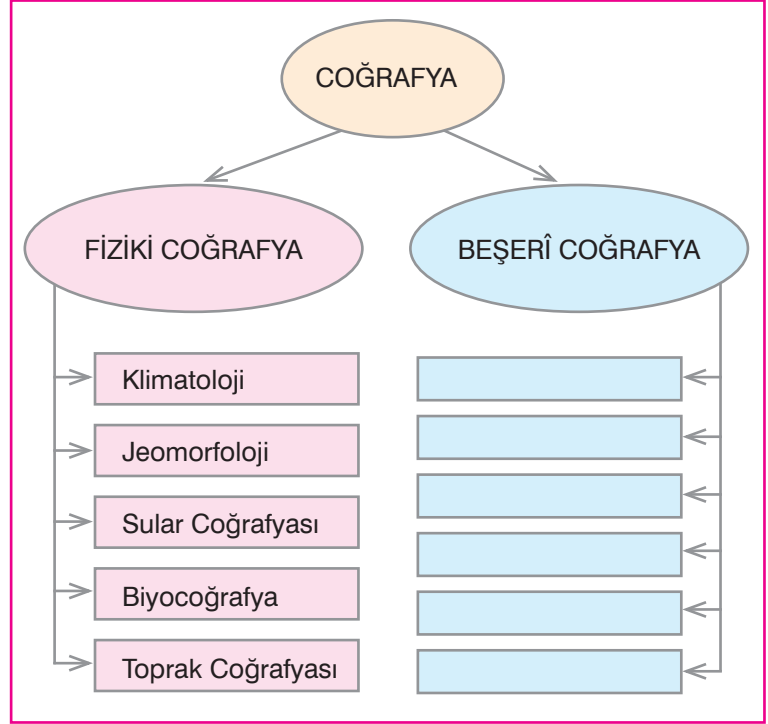 COĞRAFYA
FİZİKİ COĞRAFYA
BEŞERÎ COĞRAFYA
Klimatoloji
Jeomorfoloji
Sular Coğrafyası
Biyocoğrafya
Toprak Coğrafyası